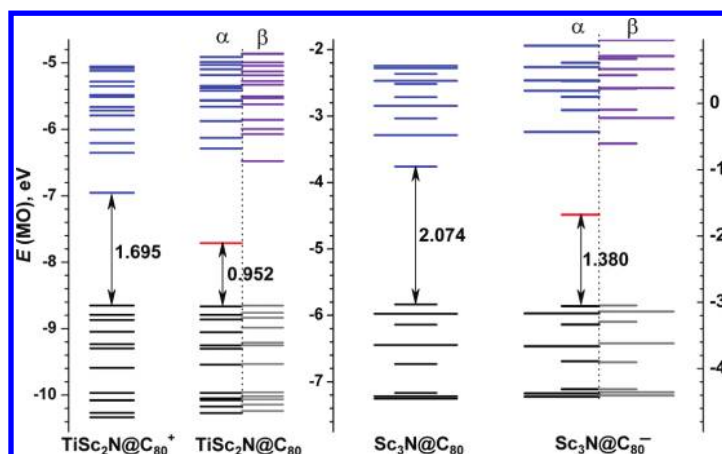 α β α β
-5 -2
-6 -3 0
-7 -4 -1
-8 -5 -2
-9 -6 -3
-10 -7 -4
E (MO), eV
1.695
0.952
2.074
1.380
TiSc₂N@C₈₀⁺ TiSc₂N@C₈₀ Sc₃N@C₈₀ Sc₃N@C₈₀⁻